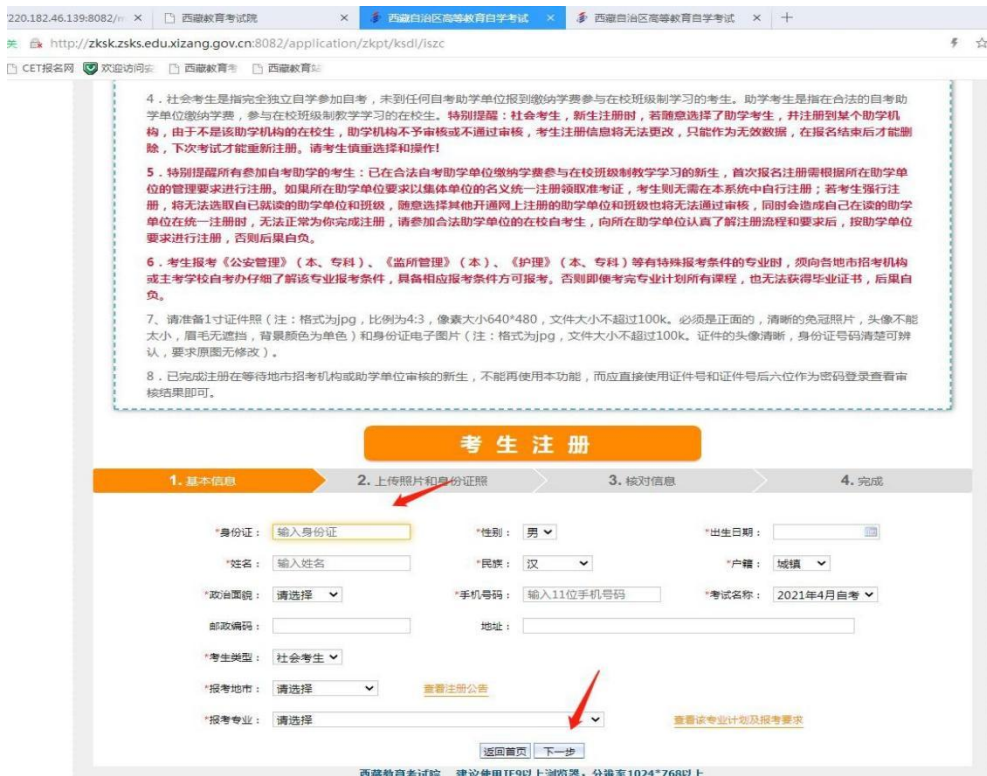 220.182.46.139:8082/r × 西藏教育考试院 × 西藏自治区高等教育自学考试 × 西藏自治区高等教育自学考试 × +
http://zksk.zsks.edu.xizang.gov.cn:8082/application/zkpt/ksdl/iszc
CET报名网 欢迎访问 西藏教育考 西藏教育
4．社会考生是指完全独立自学参加自考，未到任何自考助学单位报到缴纳学费参与在校班级制学习的考生。助学考生是指在合法的自考助
学单位缴纳学费，参与在校班级制教学学习的在校生。特别提醒：社会考生，新生注册时，若随意选择了助学考生，并注册到某个助学机
构，由于不是该助学机构的在校生，助学机构不予审核或不通过审核，考生注册信息将无法更改，只能作为无效数据，在报名结束后才能删
除，下次考试才能重新注册。请考生慎重选择和操作！
5．特别提醒所有参加自考助学的考生：已在合法自考助学单位缴纳学费参与在校班级制教学学习的新生，首次报名注册需根据所在助学单
位的管理要求进行注册。如果所在助学单位要求以集体单位的名义统一注册领取准考证，考生则无需在本系统中自行注册；若考生强行注
册，将无法选取自己就读的助学单位和班级，随意选择其他开通网上注册的助学单位和班级也将无法通过审核，同时会造成自己在读的助学
单位在统一注册时，无法正常为你完成注册，请参加合法助学单位的在校自考生，向所在助学单位认真了解注册流程和要求后，按助学单位
要求进行注册，否则后果自负。
6．考生报考《公安管理》（本、专科）、《监所管理》（本）、《护理》（本、专科）等有特殊报考条件的专业时，须向各地市招考机构
或主考学校自考办仔细了解该专业报考条件，具备相应报考条件方可报考。否则即便考完专业计划所有课程，也无法获得毕业证书，后果自
负。
7、请准备1寸证件照（注：格式为jpg，比例为4:3，像素大小640*480，文件大小不超过100k。必须是正面的，清晰的免冠照片，头像不能
太小，眉毛无遮挡，背景颜色为单色）和身份证电子图片（注：格式为jpg，文件大小不超过100k。证件的头像清晰，身份证号码清楚可辨
认，要求原图无修改）。
8．已完成注册在等待地市招考机构或助学单位审核的新生，不能再使用本功能，而应直接使用证件号和证件号后六位作为密码登录查看审
核结果即可。
考 生 注 册
1. 基本信息 2. 上传照片和身份证照 3. 核对信息 4. 完成
*身份证： 输入身份证 *性别： 男 *出生日期：
*姓名： 输入姓名 *民族： 汉 *户籍： 城镇
*政治面貌： 请选择 *手机号码： 输入11位手机号码 *考试名称： 2021年4月自考
邮政编码： 地址：
*考生类型： 社会考生
*报考地市： 请选择 查看注册公告
*报考专业： 请选择 查看该专业计划及报考要求
返回首页 下一步
西藏教育考试院 建议使用IE9以上浏览器；分辨率1024*768以上